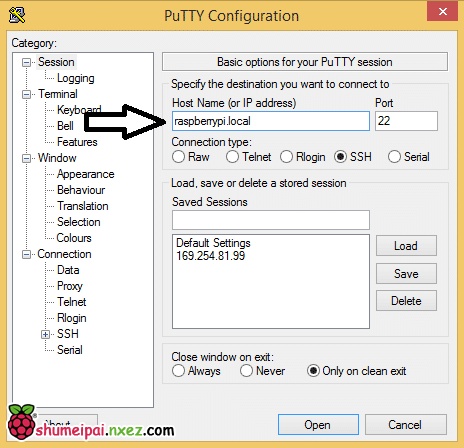 PuTTY Configuration
Category:
Session
Logging
Terminal
Keyboard
Bell
Features
Window
Appearance
Behaviour
Translation
Selection
Colours
Connection
Data
Proxy
Telnet
Rlogin
SSH
Serial
Basic options for your PuTTY session
Specify the destination you want to connect to
Host Name (or IP address) Port
raspberrypi.local 22
Connection type:
Raw Telnet Rlogin SSH Serial
Load, save or delete a stored session
Saved Sessions
Default Settings
169.254.81.99
Load
Save
Delete
Close window on exit:
Always Never Only on clean exit
About Open Cancel
shumeipai.nxez.com